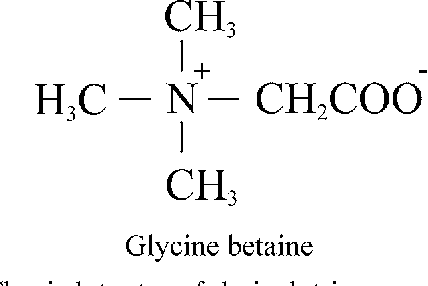 CH₃
H₃C — N⁺ — CH₂COO⁻
CH₃
Glycine betaine